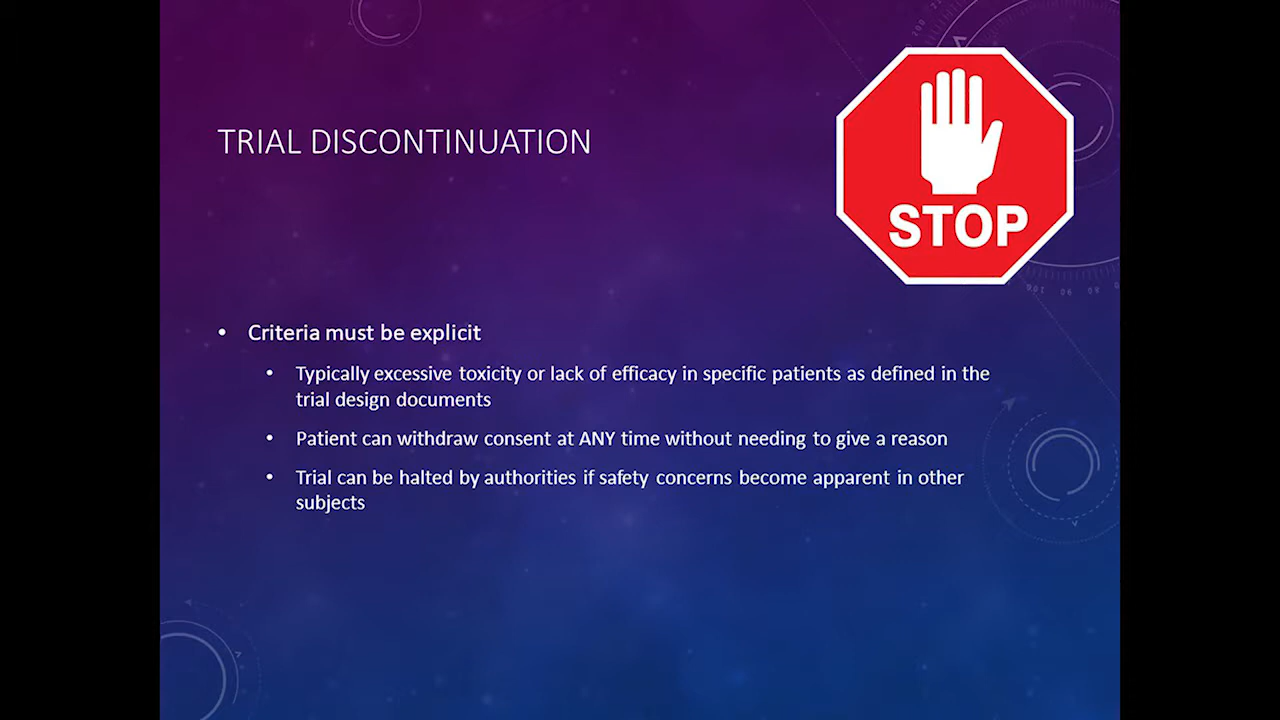 TRIAL DISCONTINUATION
STOP
• Criteria must be explicit
• Typically excessive toxicity or lack of efficacy in specific patients as defined in the
trial design documents
• Patient can withdraw consent at ANY time without needing to give a reason
• Trial can be halted by authorities if safety concerns become apparent in other
subjects